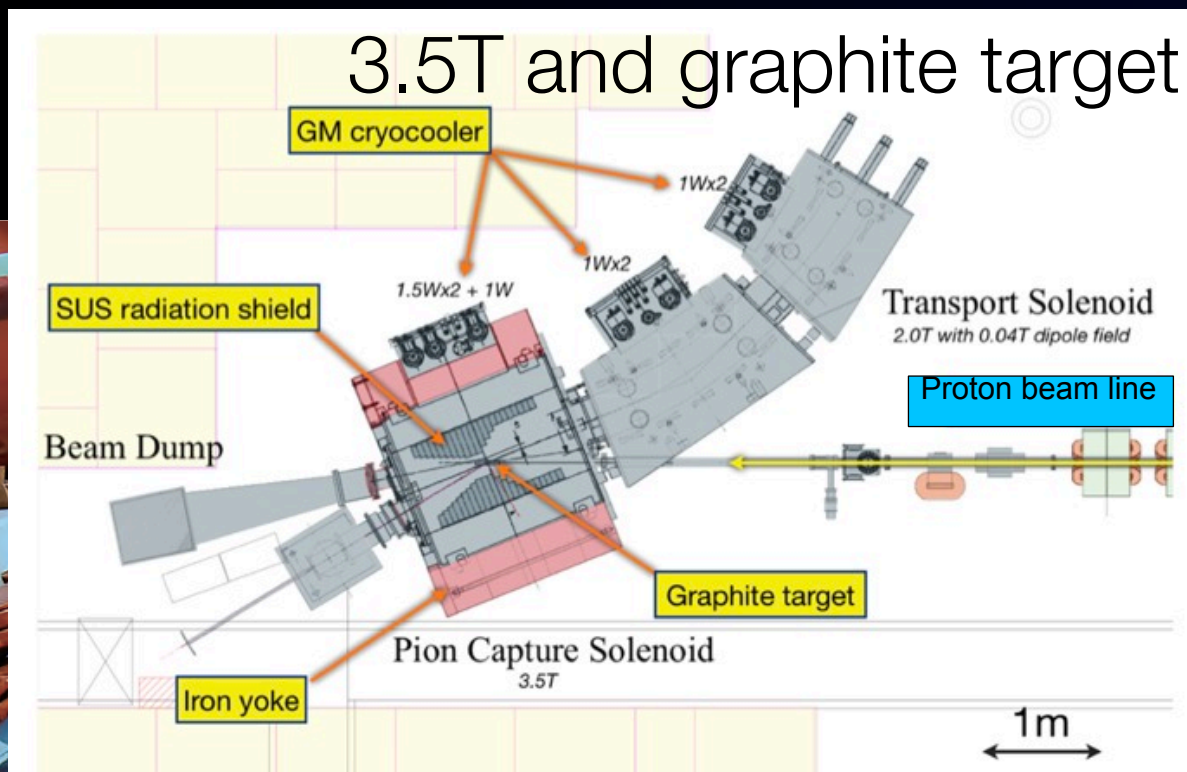 3.5T and graphite target
GM cryocooler
1Wx2
1Wx2
1.5Wx2 + 1W
SUS radiation shield
Transport Solenoid
2.0T with 0.04T dipole field
Proton beam line
Beam Dump
Graphite target
Pion Capture Solenoid
3.5T
Iron yoke
1m